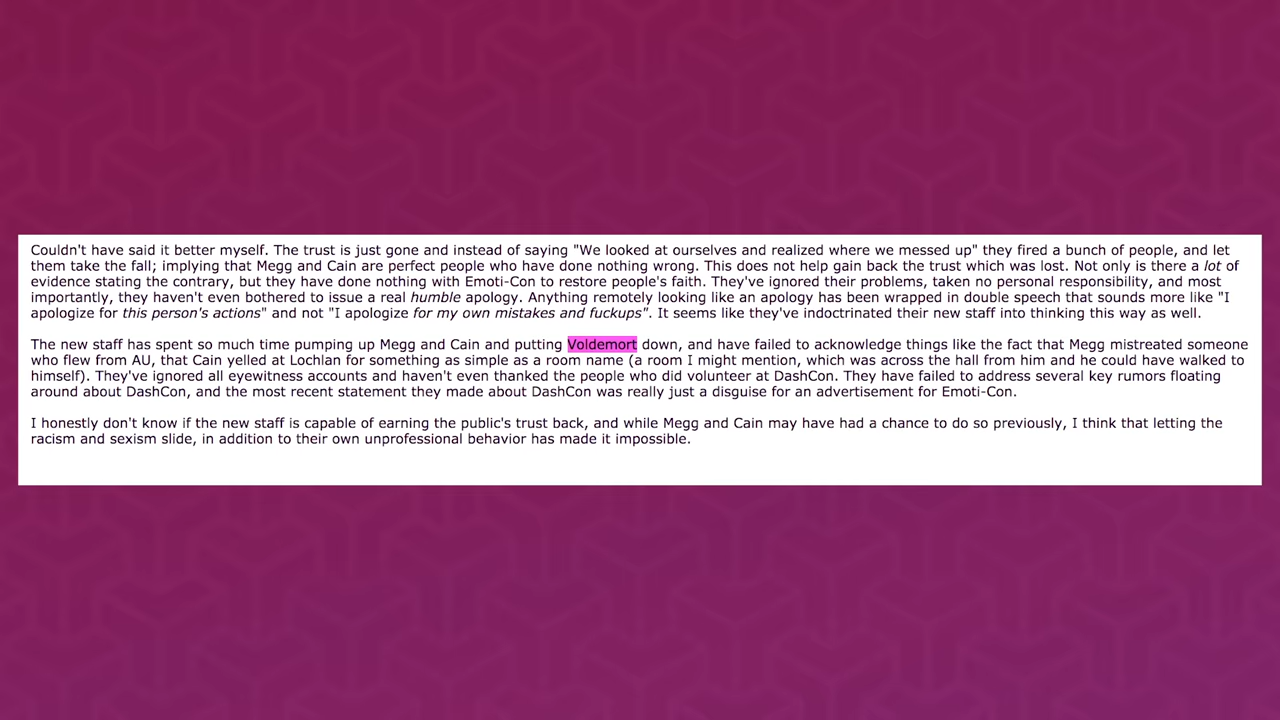 Couldn't have said it better myself. The trust is just gone and instead of saying "We looked at ourselves and realized where we messed up" they fired a bunch of people, and let
them take the fall; implying that Megg and Cain are perfect people who have done nothing wrong. This does not help gain back the trust which was lost. Not only is there a lot of
evidence stating the contrary, but they have done nothing with Emoti-Con to restore people's faith. They've ignored their problems, taken no personal responsibility, and most
importantly, they haven't even bothered to issue a real humble apology. Anything remotely looking like an apology has been wrapped in double speech that sounds more like "I
apologize for this person's actions" and not "I apologize for my own mistakes and fuckups". It seems like they've indoctrinated their new staff into thinking this way as well.
The new staff has spent so much time pumping up Megg and Cain and putting Voldemort down, and have failed to acknowledge things like the fact that Megg mistreated someone
who flew from AU, that Cain yelled at Lochlan for something as simple as a room name (a room I might mention, which was across the hall from him and he could have walked to
himself). They've ignored all eyewitness accounts and haven't even thanked the people who did volunteer at DashCon. They have failed to address several key rumors floating
around about DashCon, and the most recent statement they made about DashCon was really just a disguise for an advertisement for Emoti-Con.
I honestly don't know if the new staff is capable of earning the public's trust back, and while Megg and Cain may have had a chance to do so previously, I think that letting the
racism and sexism slide, in addition to their own unprofessional behavior has made it impossible.